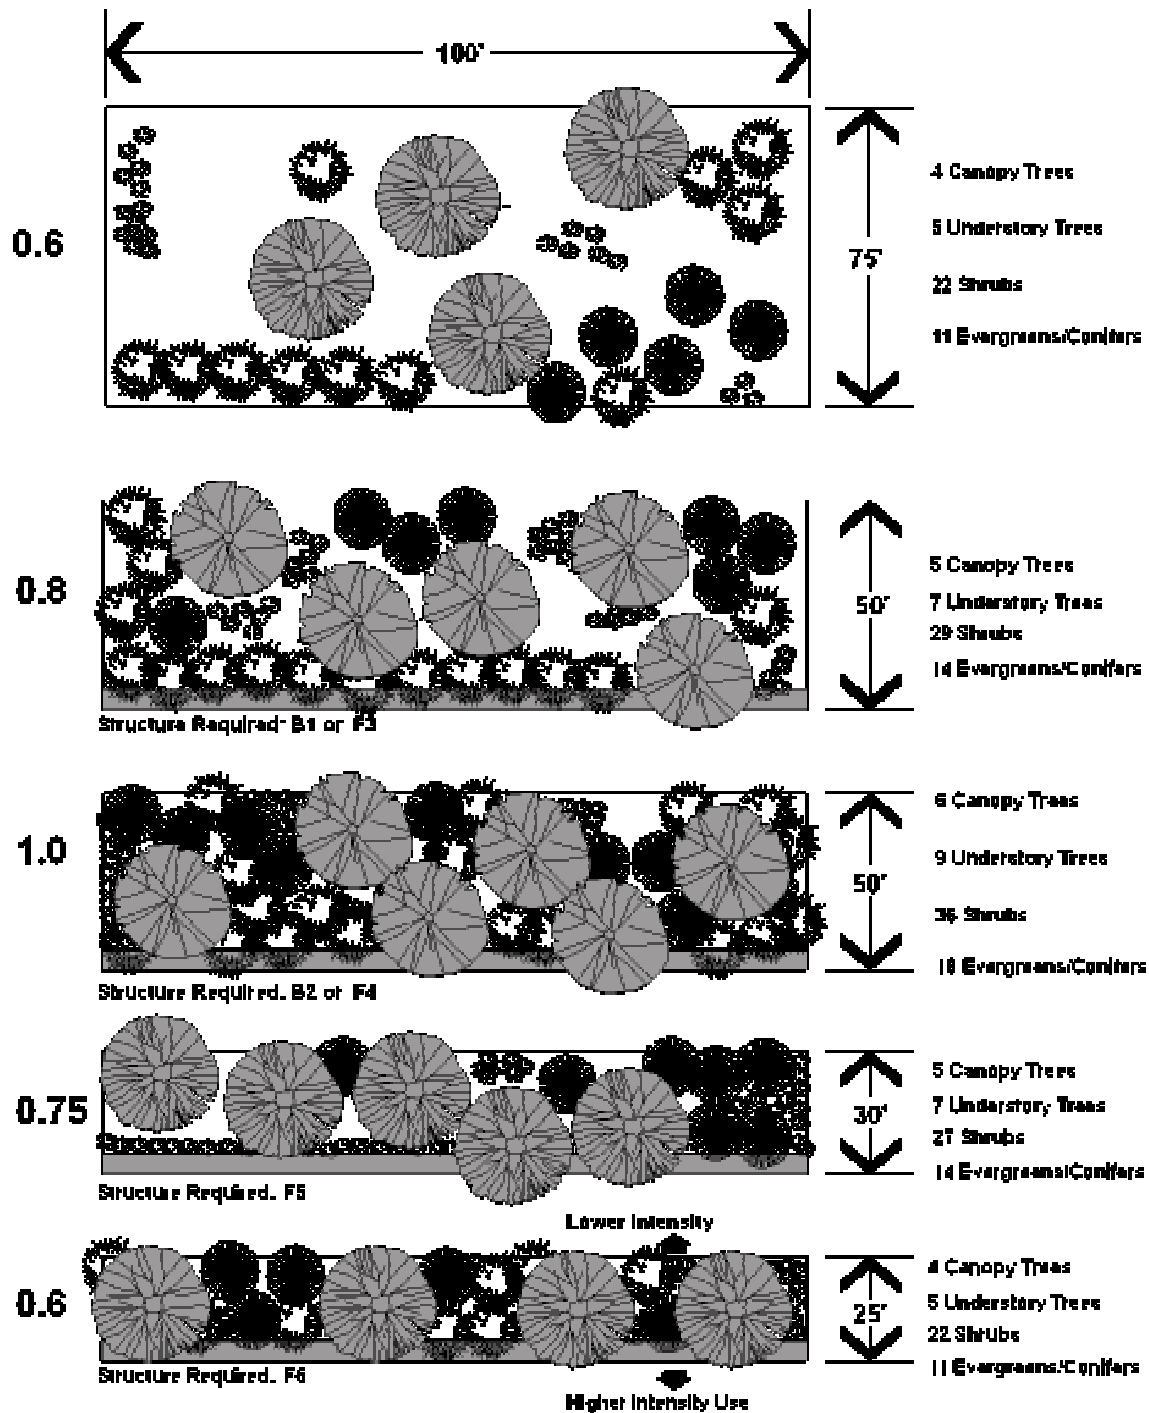 100'
0.6
75'
4 Canopy Trees
5 Understory Trees
22 Shrubs
11 Evergreens/Conifers
0.8
50'
5 Canopy Trees
7 Understory Trees
29 Shrubs
14 Evergreens/Conifers
Structure Required: B1 or F3
1.0
50'
6 Canopy Trees
9 Understory Trees
36 Shrubs
18 Evergreens/Conifers
Structure Required. B2 or F4
0.75
30'
5 Canopy Trees
7 Understory Trees
27 Shrubs
14 Evergreens/Conifers
Structure Required. F5
Lower Intensity
0.6
25'
4 Canopy Trees
5 Understory Trees
22 Shrubs
11 Evergreens/Conifers
Structure Required. F6
Higher Intensity Use